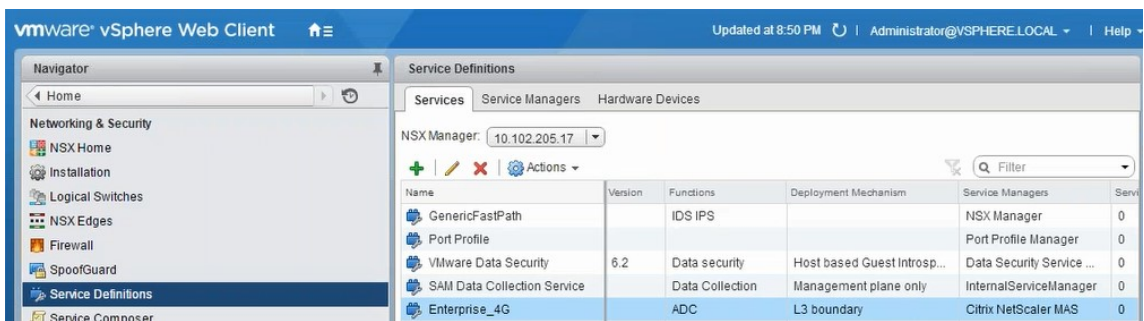 vmware® vSphere Web Client
Updated at 8:50 PM | Administrator@VSPHERE.LOCAL | Help
Navigator
Home
Networking & Security
NSX Home
Installation
Logical Switches
NSX Edges
Firewall
SpoofGuard
Service Definitions
Service Composer
Service Definitions
Services Service Managers Hardware Devices
NSX Manager: 10.102.205.17
Actions Filter
Name Version Functions Deployment Mechanism Service Managers Servi
GenericFastPath IDS IPS NSX Manager 0
Port Profile Port Profile Manager 0
VMware Data Security 6.2 Data security Host based Guest Introsp... Data Security Service ... 0
SAM Data Collection Service Data Collection Management plane only InternalServiceManager 0
Enterprise_4G ADC L3 boundary Citrix NetScaler MAS 0